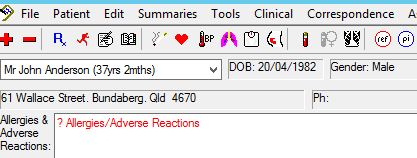 File Patient Edit Summaries Tools Clinical Correspondence
Rx BP ref pi
Mr John Anderson (37yrs 2mths) DOB: 20/04/1982 Gender: Male
61 Wallace Street. Bundaberg. Qld 4670 Ph:
Allergies & ? Allergies/Adverse Reactions
Adverse
Reactions: